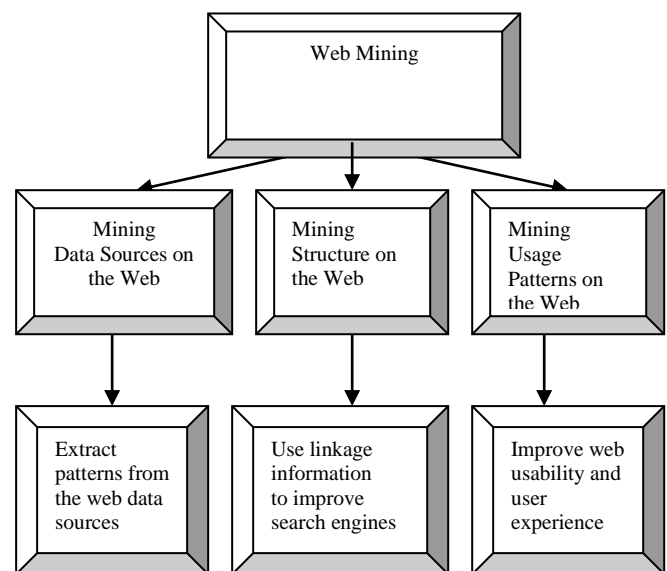 Web Mining
Mining
Data Sources on
the Web
Mining
Structure on
the Web
Mining
Usage
Patterns on
the Web
Extract
patterns from
the web data
sources
Use linkage
information
to improve
search engines
Improve web
usability and
user
experience